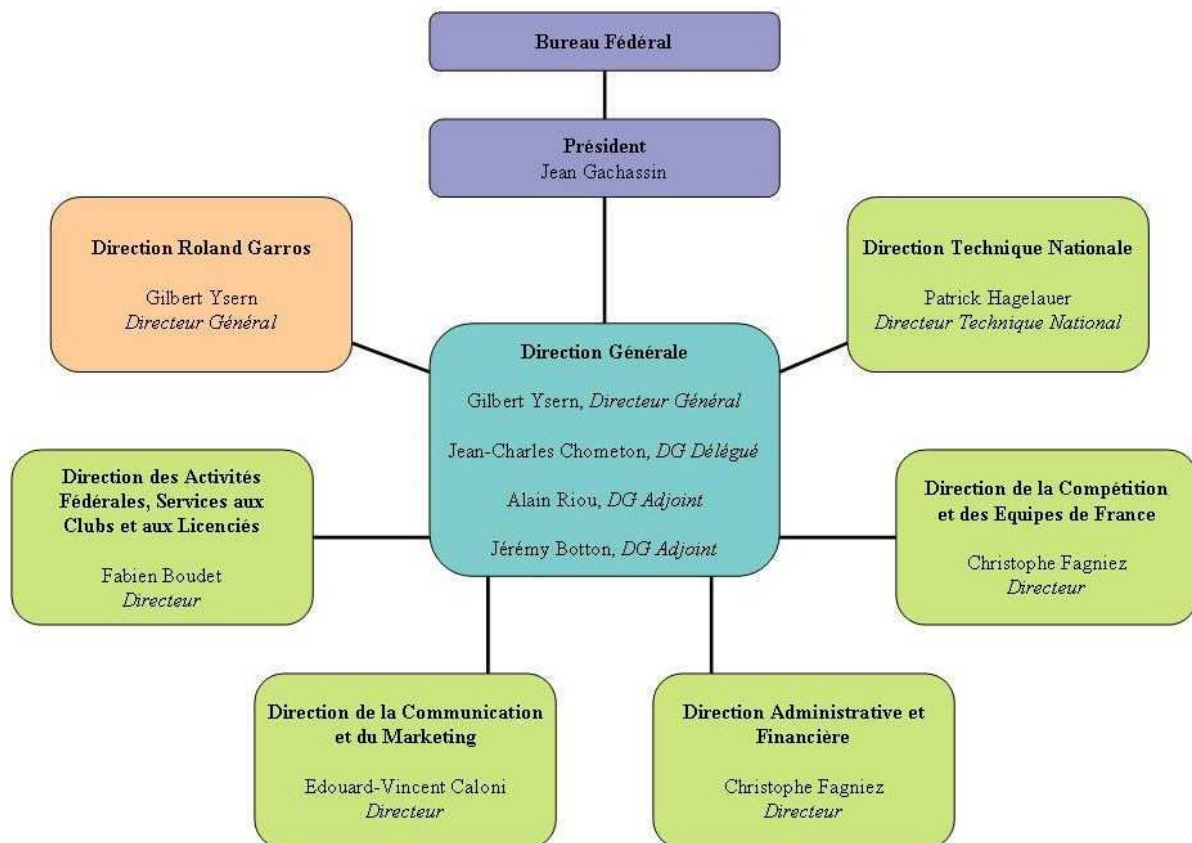 Bureau Fédéral
Président
Jean Gachassin
Direction Roland Garros
Gilbert Ysern
Directeur Général
Direction Technique Nationale
Patrick Hagelauer
Directeur Technique National
Direction Générale
Gilbert Ysern, Directeur Général
Jean-Charles Chometon, DG Délégué
Alain Riou, DG Adjoint
Jérémy Botton, DG Adjoint
Direction des Activités
Fédérales, Services aux
Clubs et aux Licenciés
Fabien Boudet
Directeur
Direction de la Compétition
et des Equipes de France
Christophe Fagniez
Directeur
Direction de la Communication
et du Marketing
Edouard-Vincent Caloni
Directeur
Direction Administrative et
Financière
Christophe Fagniez
Directeur